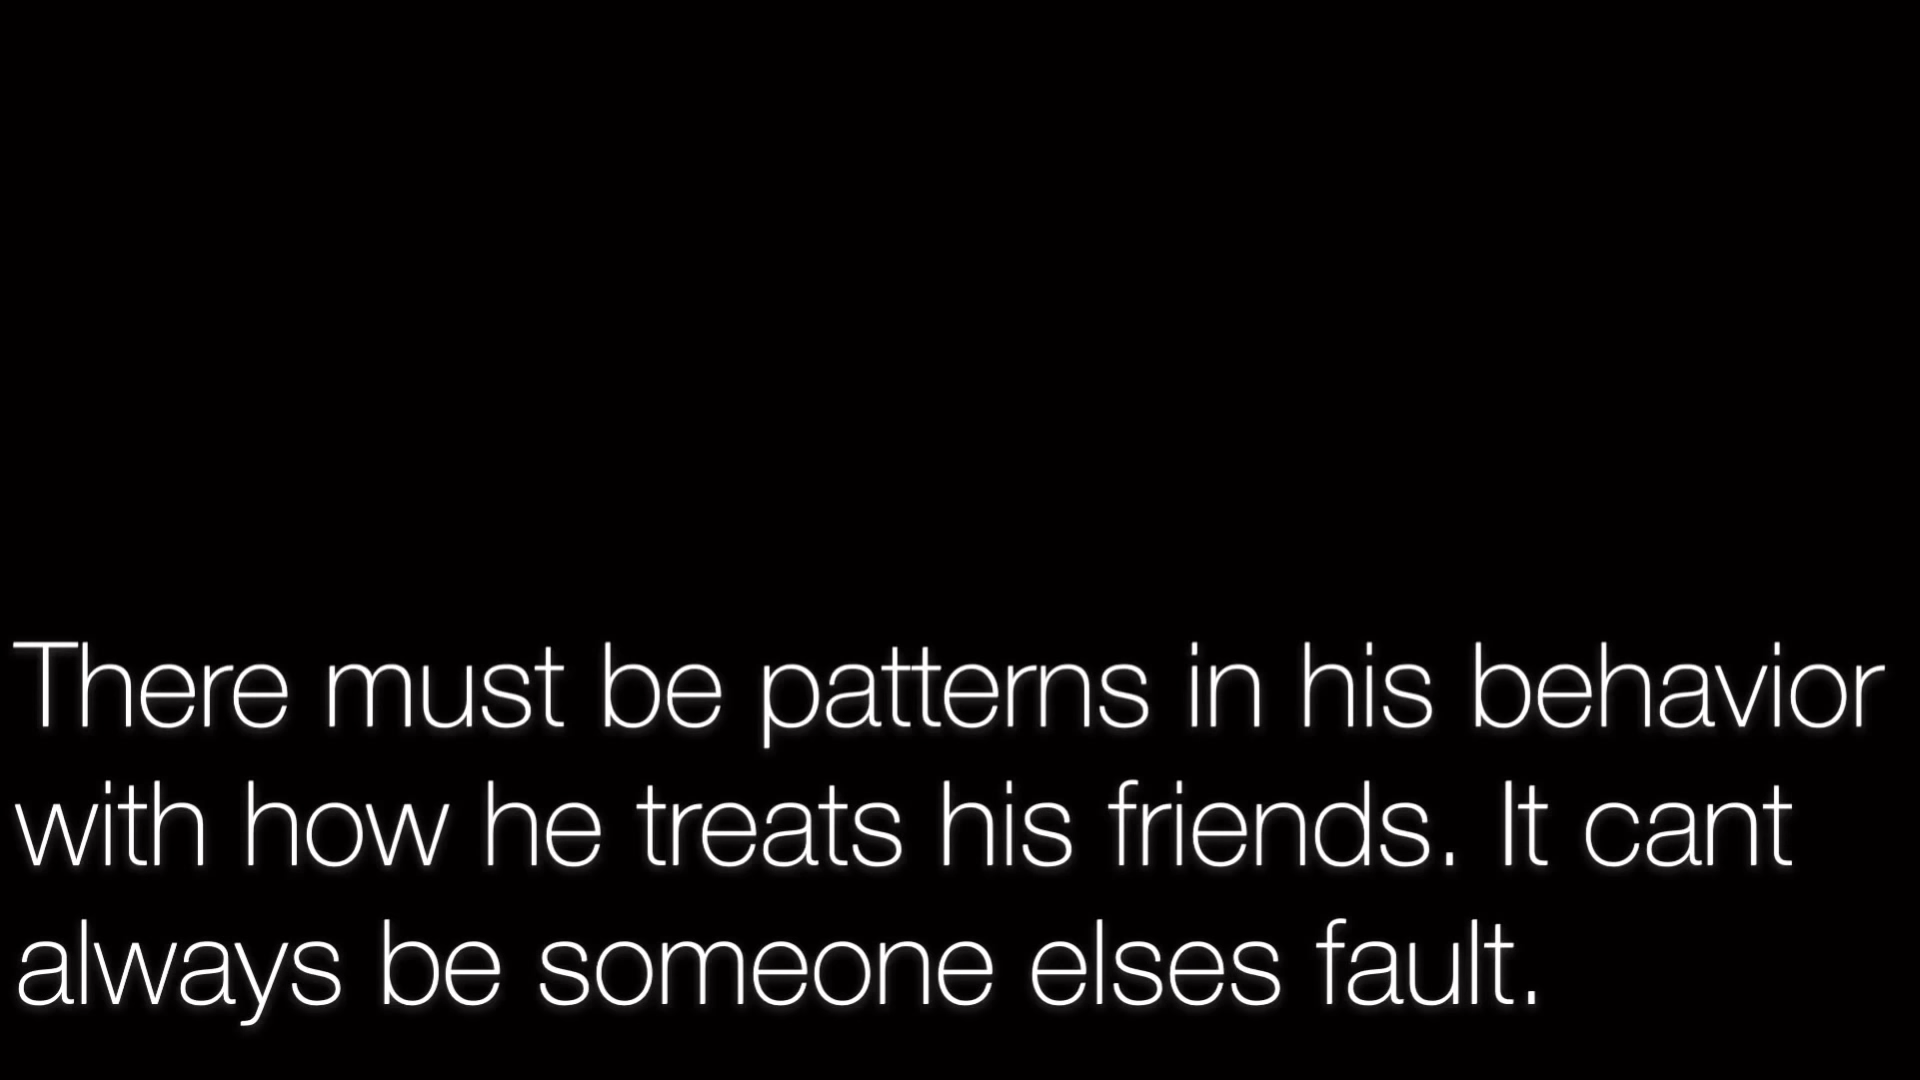 There must be patterns in his behavior
with how he treats his friends. It cant
always be someone elses fault.